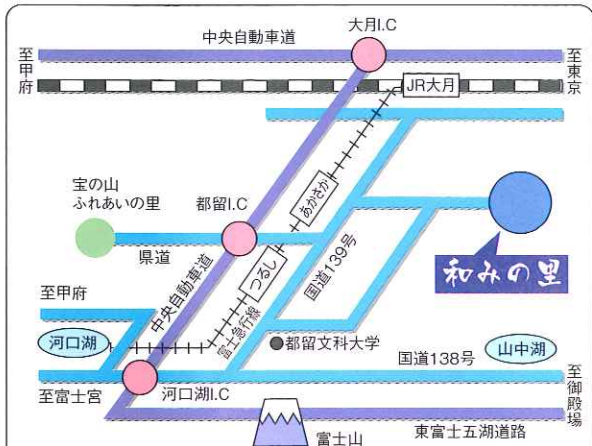 大月I.C
中央自動車道
至甲府
至東京
JR大月
宝の山
ふれあいの里
都留I.C
あかさか
県道
つるし
国道139号
和みの里
中央自動車道
至甲府
富士急行線
都留文科大学
河口湖
国道138号
山中湖
至富士宮
河口湖I.C
至御殿場
富士山
東富士五湖道路